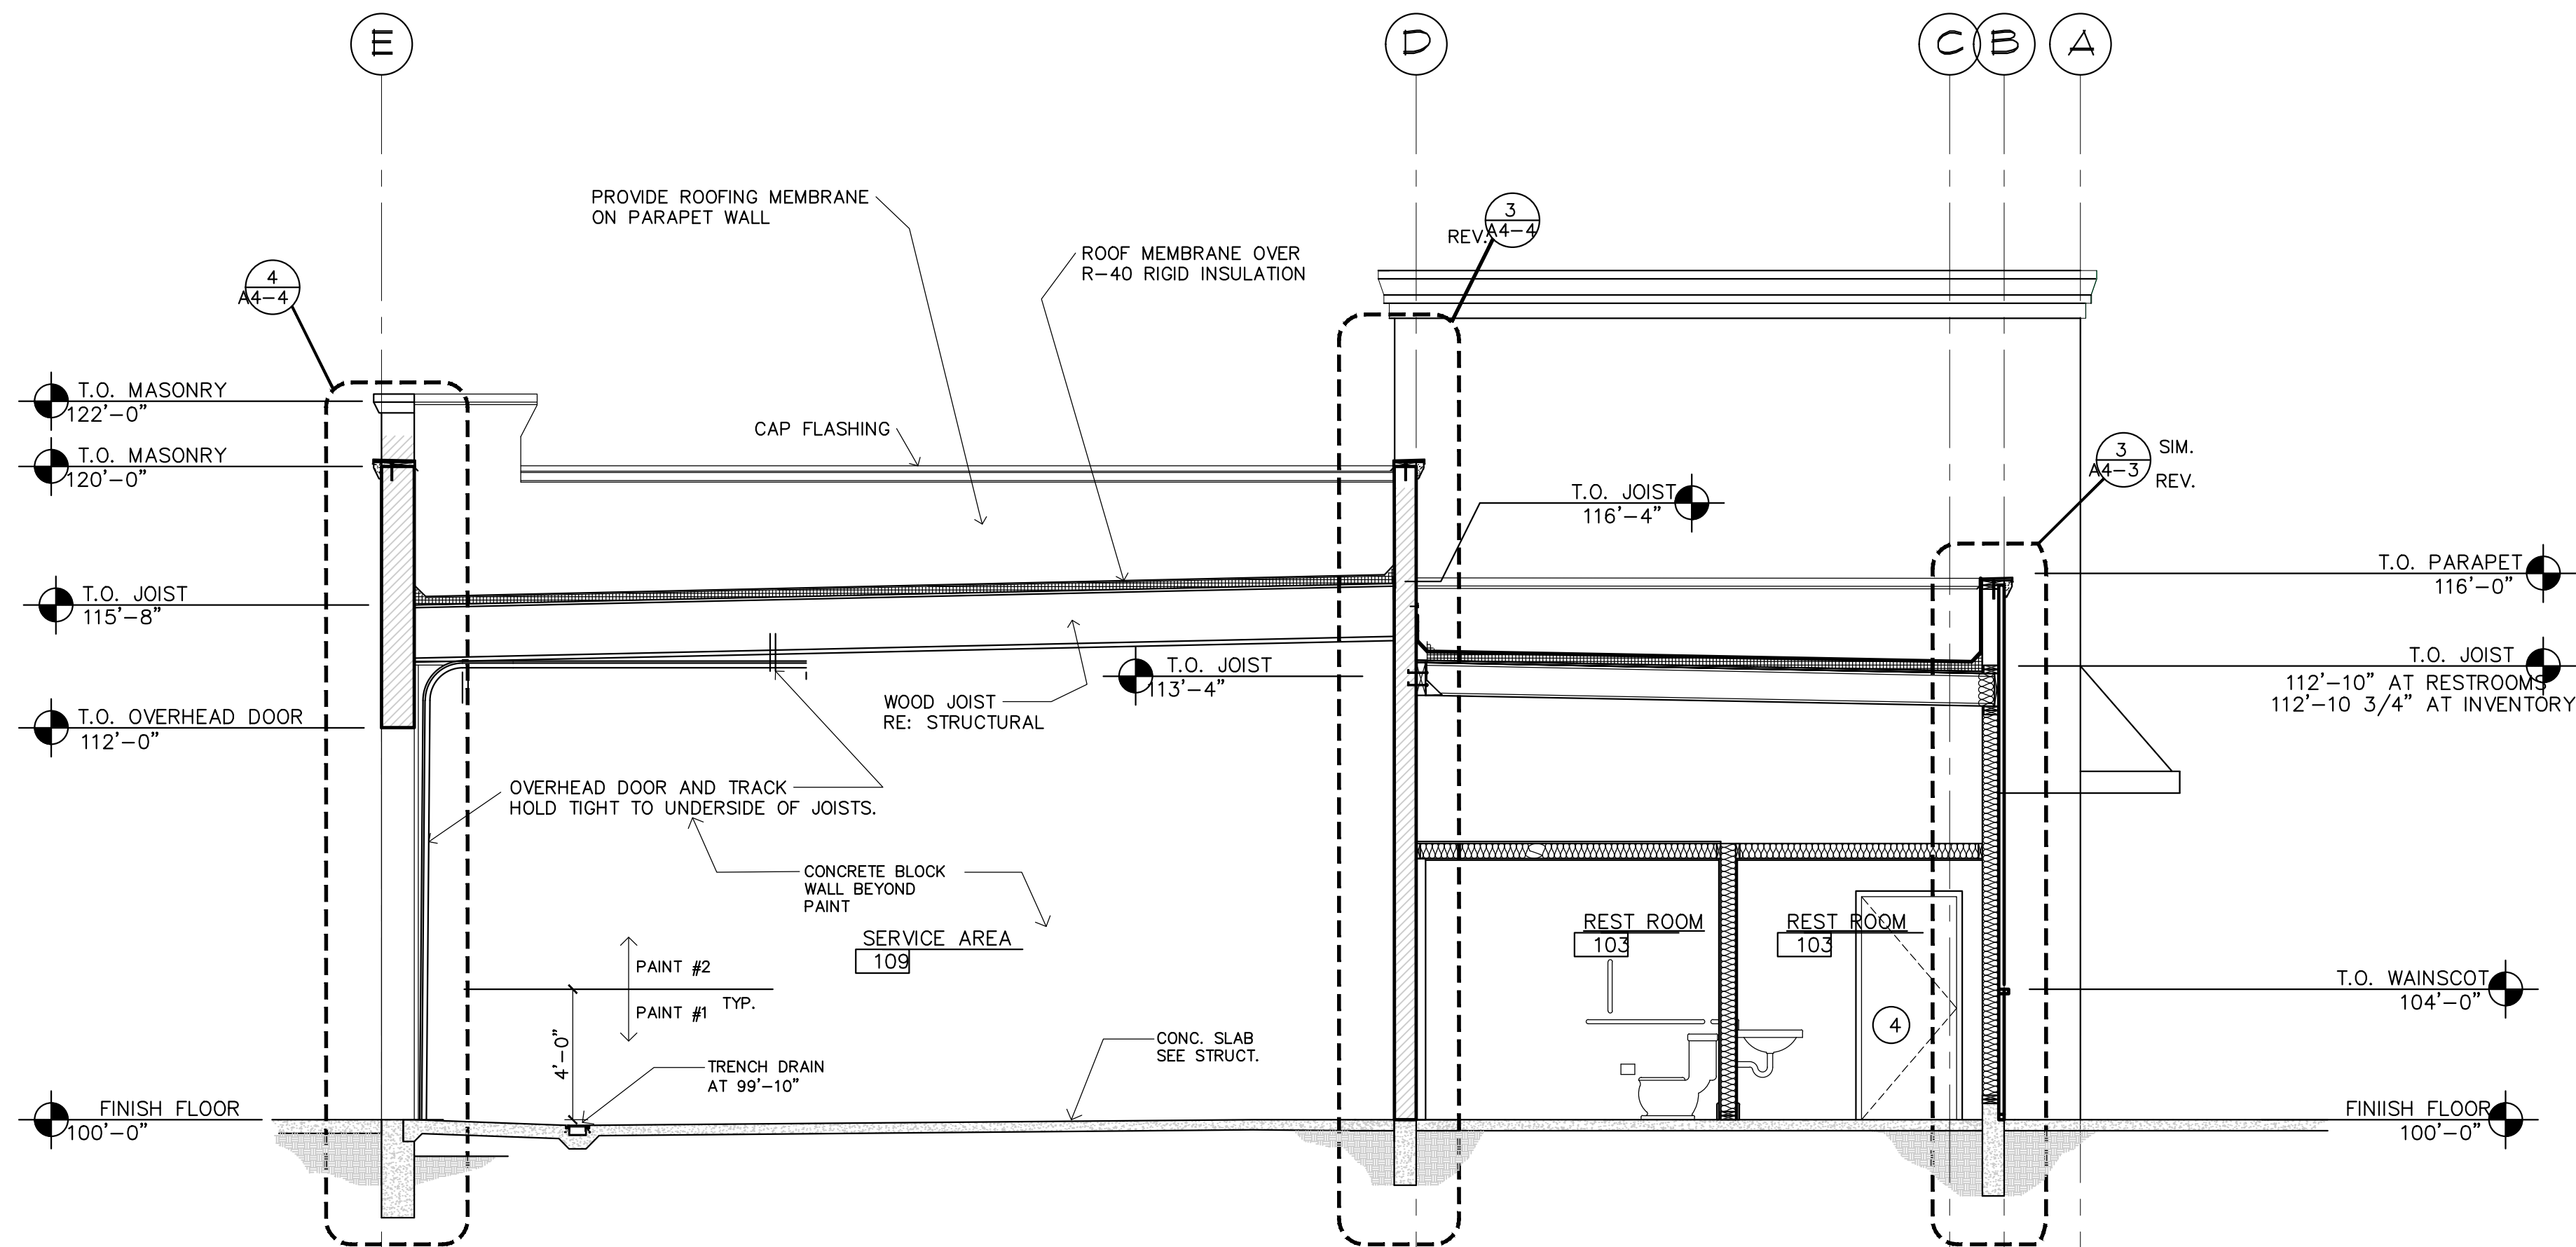 E
D
C
B
A
PROVIDE ROOFING MEMBRANE
ON PARAPET WALL
ROOF MEMBRANE OVER
R-40 RIGID INSULATION
3
REV. A4-4
4
A4-4
T.O. MASONRY
122'-0"
CAP FLASHING
T.O. MASONRY
120'-0"
3
A4-3
SIM.
REV.
T.O. JOIST
116'-4"
T.O. PARAPET
116'-0"
T.O. JOIST
115'-8"
T.O. JOIST
113'-4"
T.O. JOIST
112'-10" AT RESTROOMS
112'-10 3/4" AT INVENTORY
WOOD JOIST
RE: STRUCTURAL
T.O. OVERHEAD DOOR
112'-0"
OVERHEAD DOOR AND TRACK
HOLD TIGHT TO UNDERSIDE OF JOISTS.
CONCRETE BLOCK
WALL BEYOND
PAINT
SERVICE AREA
109
REST ROOM
103
REST ROOM
103
PAINT #2
TYP.
PAINT #1
4'-0"
T.O. WAINSCOT
104'-0"
4
TRENCH DRAIN
AT 99'-10"
CONC. SLAB
SEE STRUCT.
FINISH FLOOR
100'-0"
FINIISH FLOOR
100'-0"